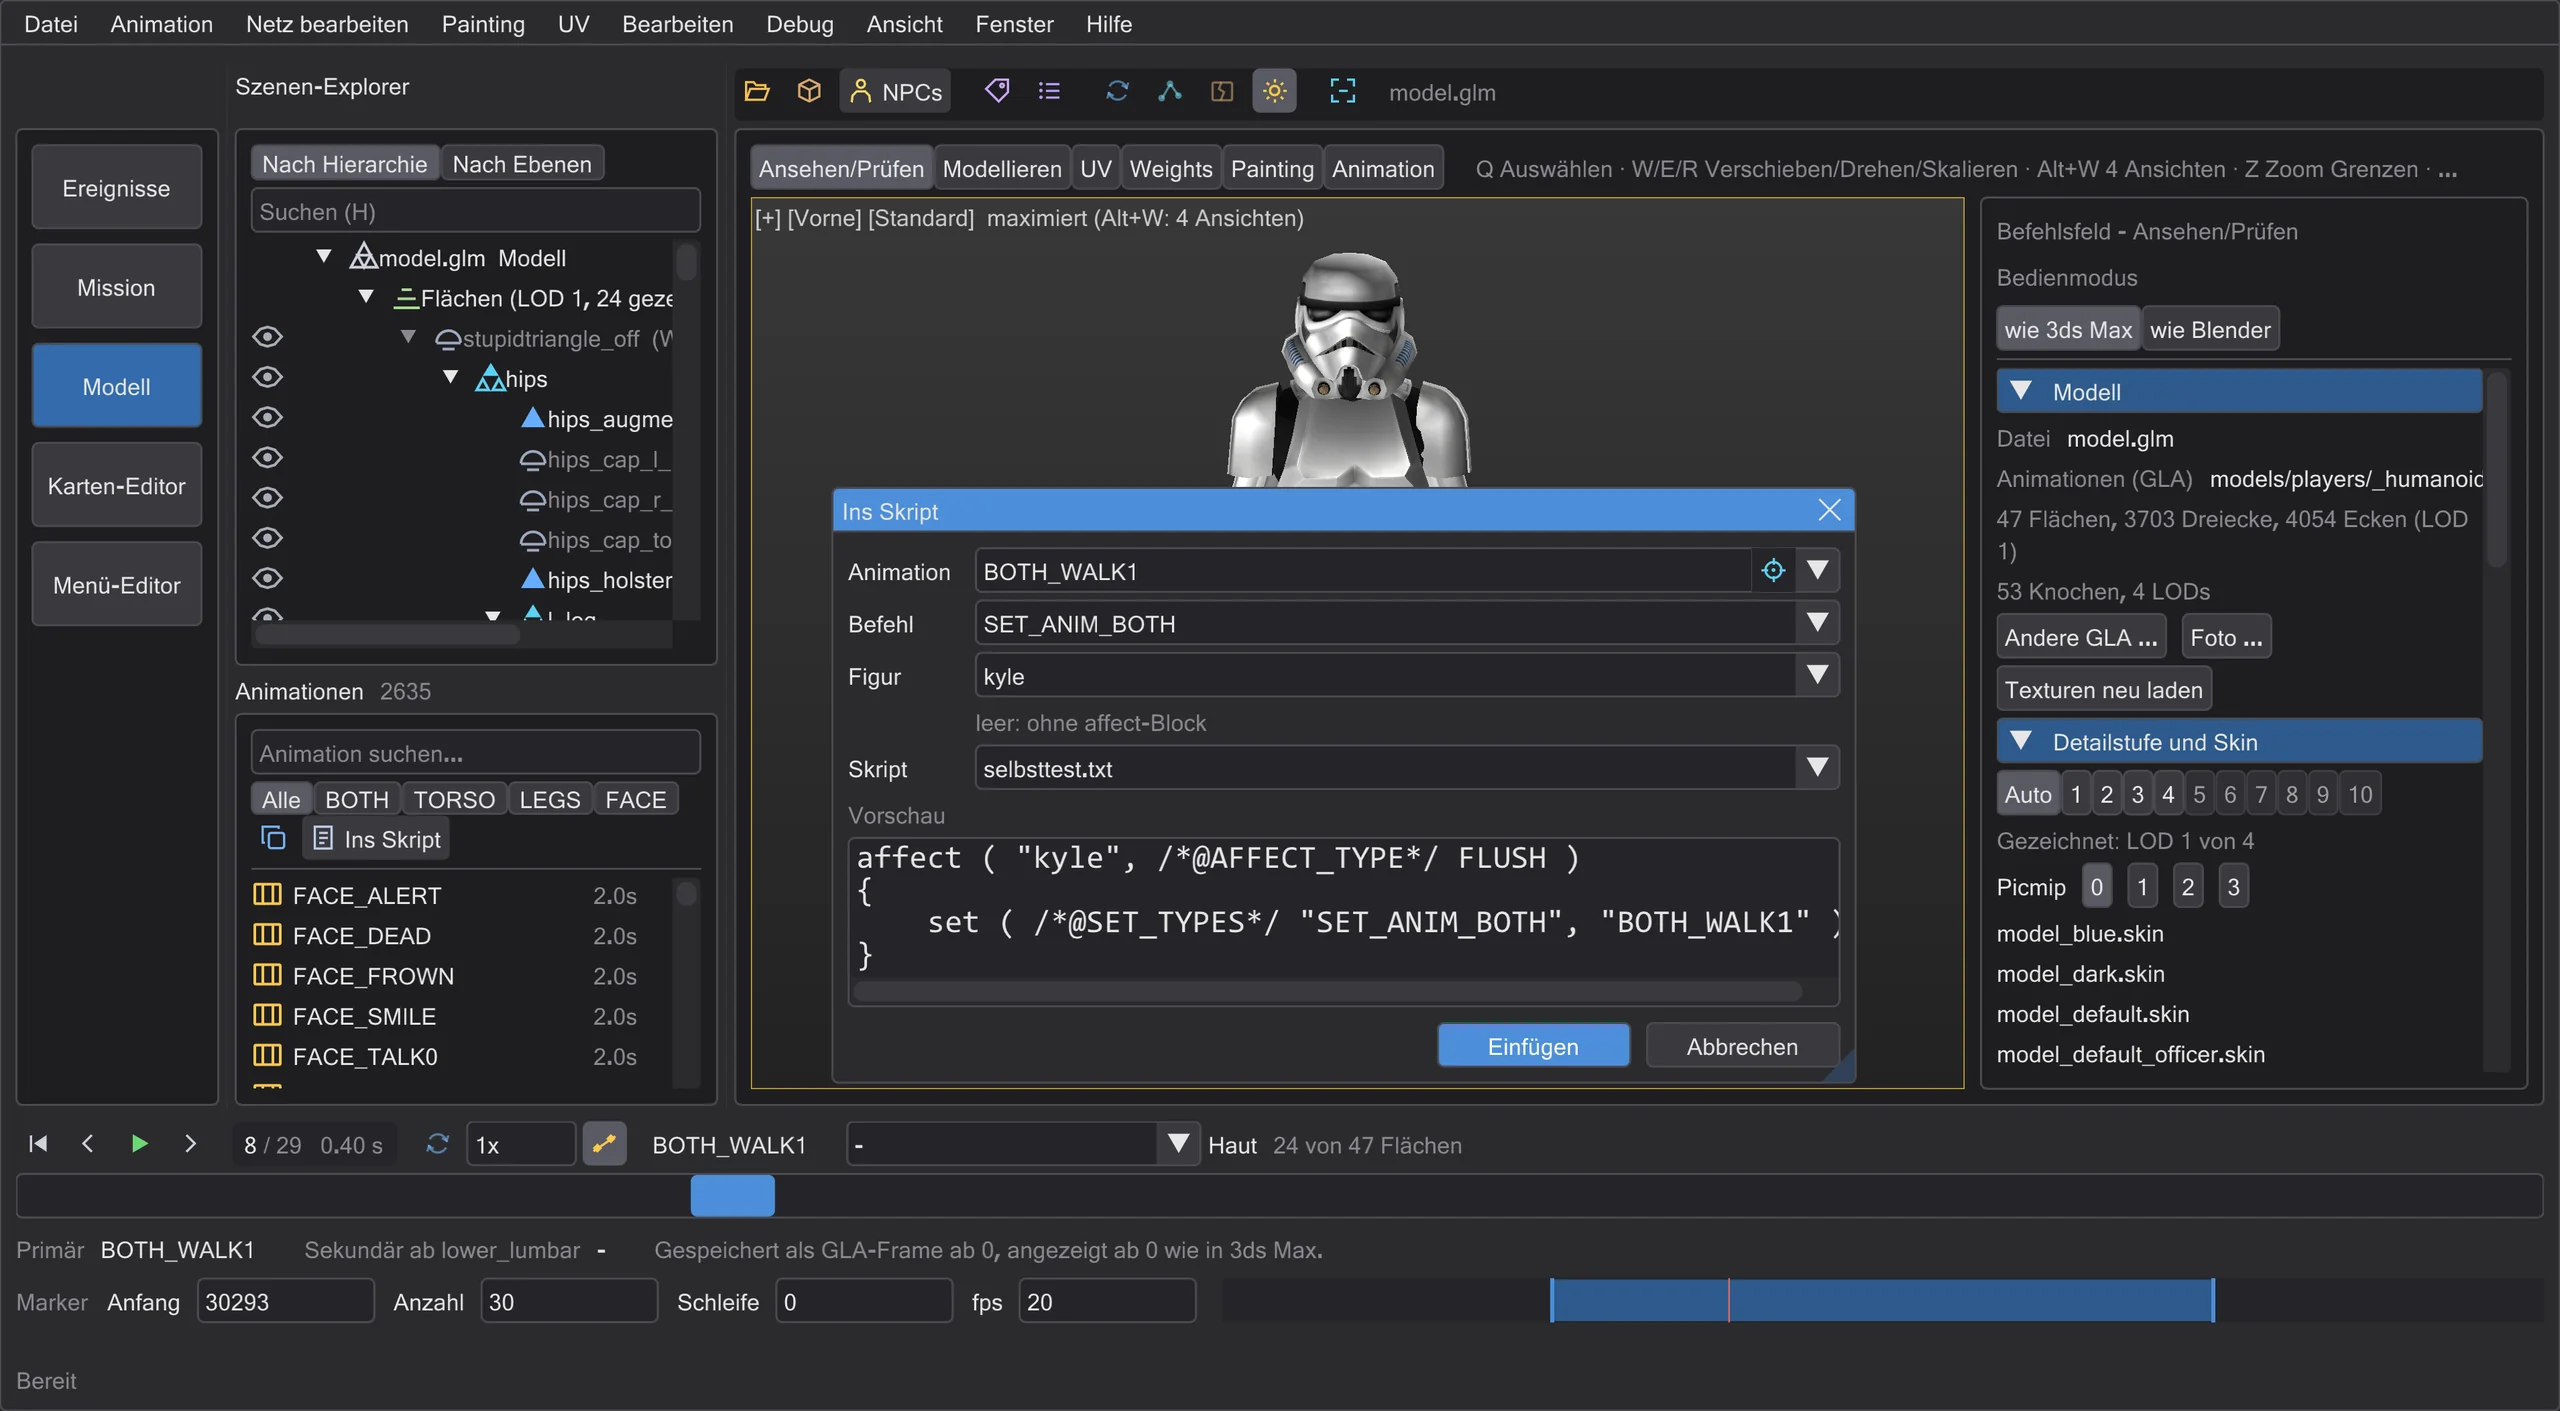 Datei Animation Netz bearbeiten Painting UV Bearbeiten Debug Ansicht Fenster Hilfe
Szenen-Explorer
NPCs model.glm
Ereignisse
Mission
Modell
Karten-Editor
Menü-Editor
Nach Hierarchie Nach Ebenen
Suchen (H)
model.glm Modell
Flächen (LOD 1, 24 geze
stupidtriangle_off
hips
hips_augme
hips_cap_l_
hips_cap_r_
hips_cap_to
hips_holster
Animationen 2635
Animation suchen...
Alle BOTH TORSO LEGS FACE
Ins Skript
FACE_ALERT 2.0s
FACE_DEAD 2.0s
FACE_FROWN 2.0s
FACE_SMILE 2.0s
FACE_TALK0 2.0s
Ansehen/Prüfen Modellieren UV Weights Painting Animation Q Auswählen · W/E/R Verschieben/Drehen/Skalieren · Alt+W 4 Ansichten · Z Zoom Grenzen · ...
[+] [Vorne] [Standard] maximiert (Alt+W: 4 Ansichten)
Ins Skript
Animation BOTH_WALK1
Befehl SET_ANIM_BOTH
Figur kyle
leer: ohne affect-Block
Skript selbsttest.txt
Vorschau
affect ( "kyle", /*@AFFECT_TYPE*/ FLUSH )
{
set ( /*@SET_TYPES*/ "SET_ANIM_BOTH", "BOTH_WALK1" )
}
Einfügen Abbrechen
Befehlsfeld - Ansehen/Prüfen
Bedienmodus
wie 3ds Max wie Blender
Modell
Datei model.glm
Animationen (GLA) models/players/_humanoid
47 Flächen, 3703 Dreiecke, 4054 Ecken (LOD
1)
53 Knochen, 4 LODs
Andere GLA ... Foto ...
Texturen neu laden
Detailstufe und Skin
Auto 1 2 3 4 5 6 7 8 9 10
Gezeichnet: LOD 1 von 4
Picmip 0 1 2 3
model_blue.skin
model_dark.skin
model_default.skin
model_default_officer.skin
8 / 29 0.40 s 1x BOTH_WALK1 - Haut 24 von 47 Flächen
Primär BOTH_WALK1 Sekundär ab lower_lumbar - Gespeichert als GLA-Frame ab 0, angezeigt ab 0 wie in 3ds Max.
Marker Anfang 30293 Anzahl 30 Schleife 0 fps 20
Bereit